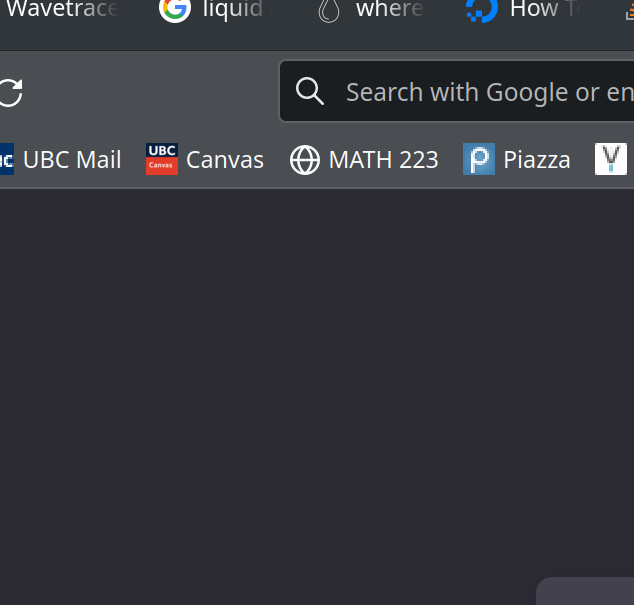 Wavetrace liquid where How T
Search with Google or en
UBC Mail UBC Canvas Canvas MATH 223 Piazza